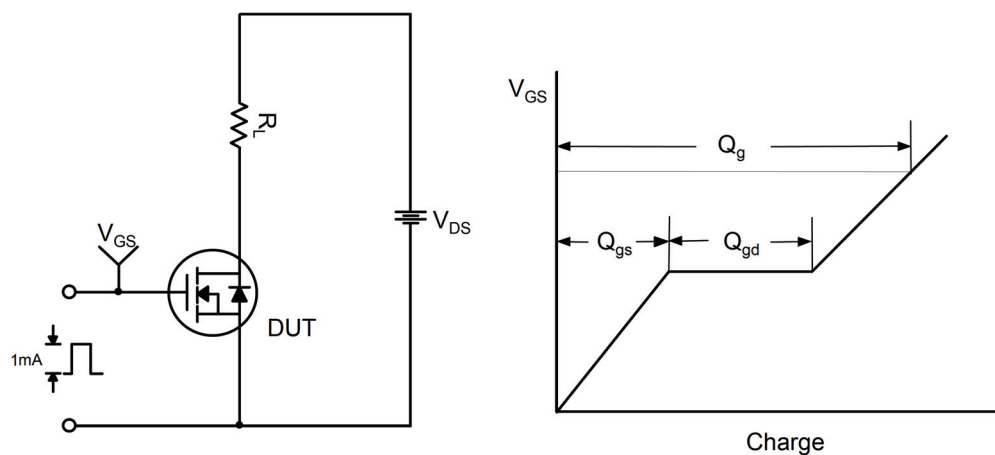 R_L
V_DS
V_GS
DUT
1mA
V_GS
Q_g
Q_gs
Q_gd
Charge